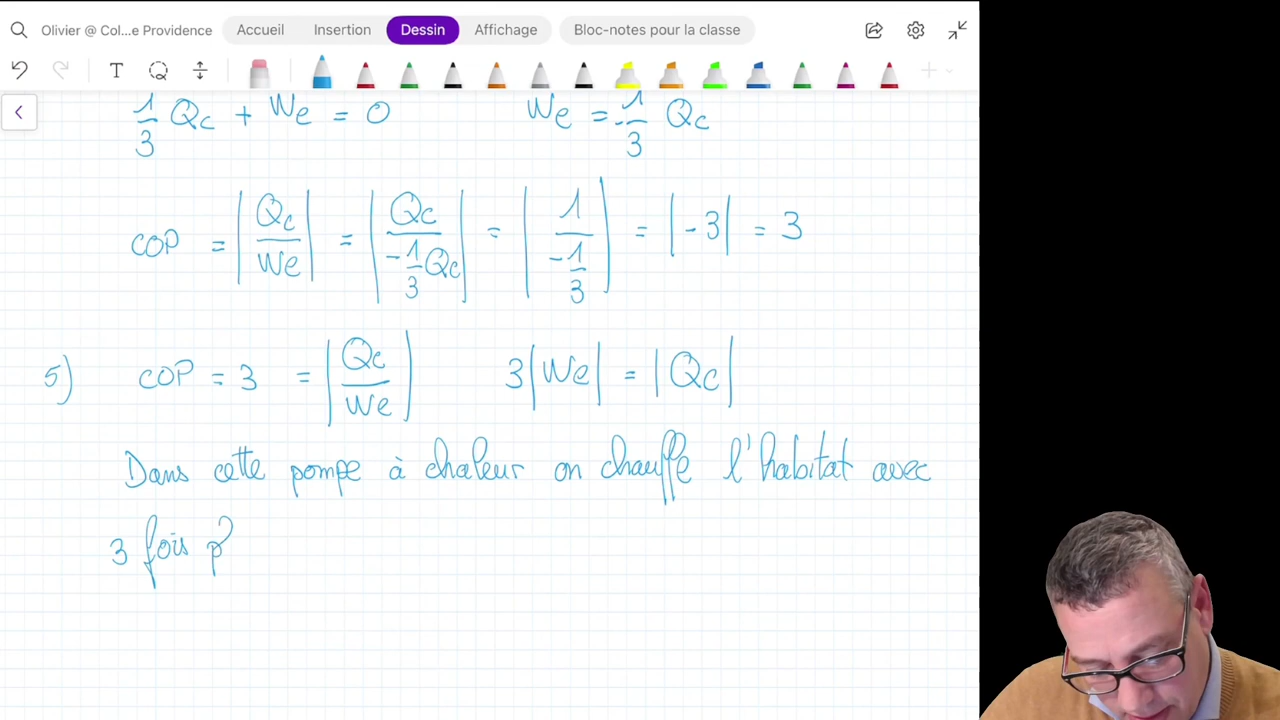 Olivier @ Col...e Providence Accueil Insertion Dessin Affichage Bloc-notes pour la classe
1/3 Qc + We = 0 We = -1/3 Qc
COP = |Qc/We| = |Qc/(-1/3 Qc)| = |1/(-1/3)| = |-3| = 3
5) COP = 3 = |Qc/We| 3|We| = |Qc|
Dans cette pompe à chaleur on chauffe l'habitat avec
3 fois p